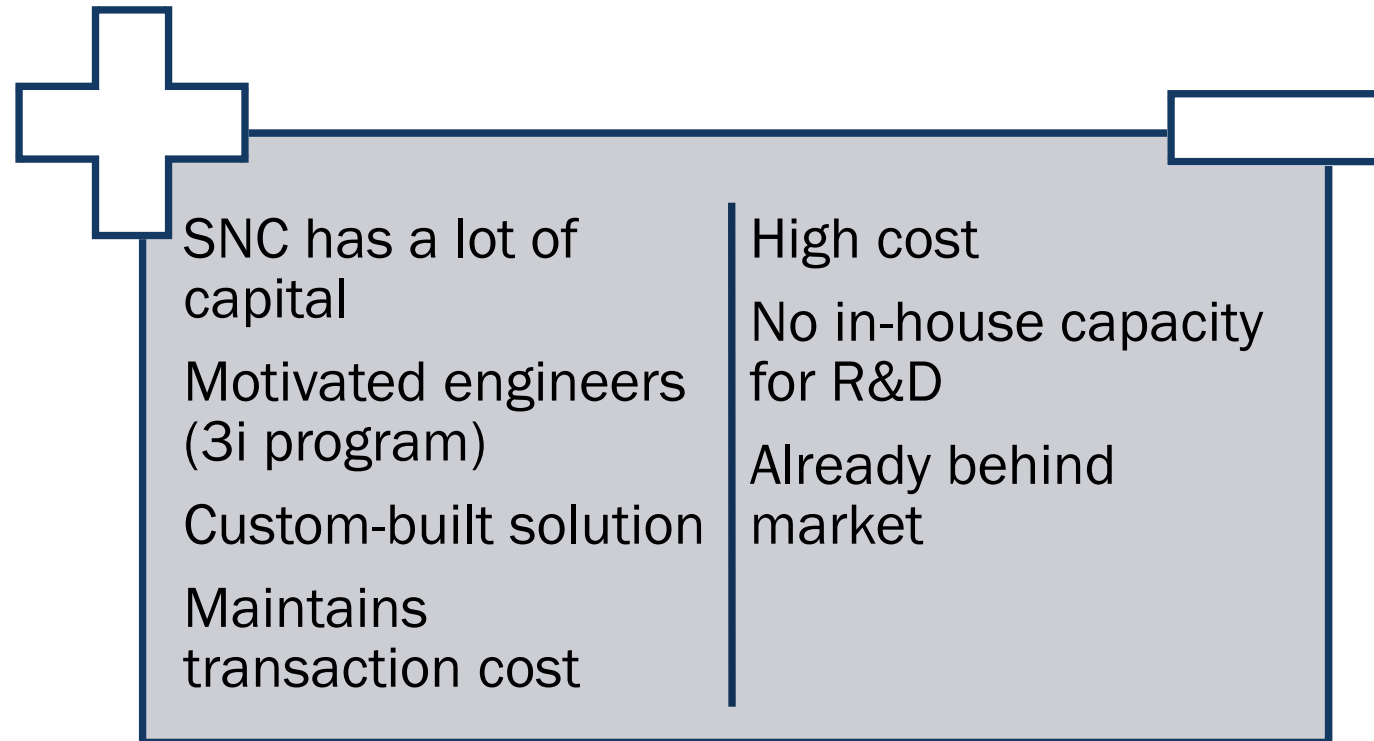 SNC has a lot of
capital
Motivated engineers
(3i program)
Custom-built solution
Maintains
transaction cost
High cost
No in-house capacity
for R&D
Already behind
market